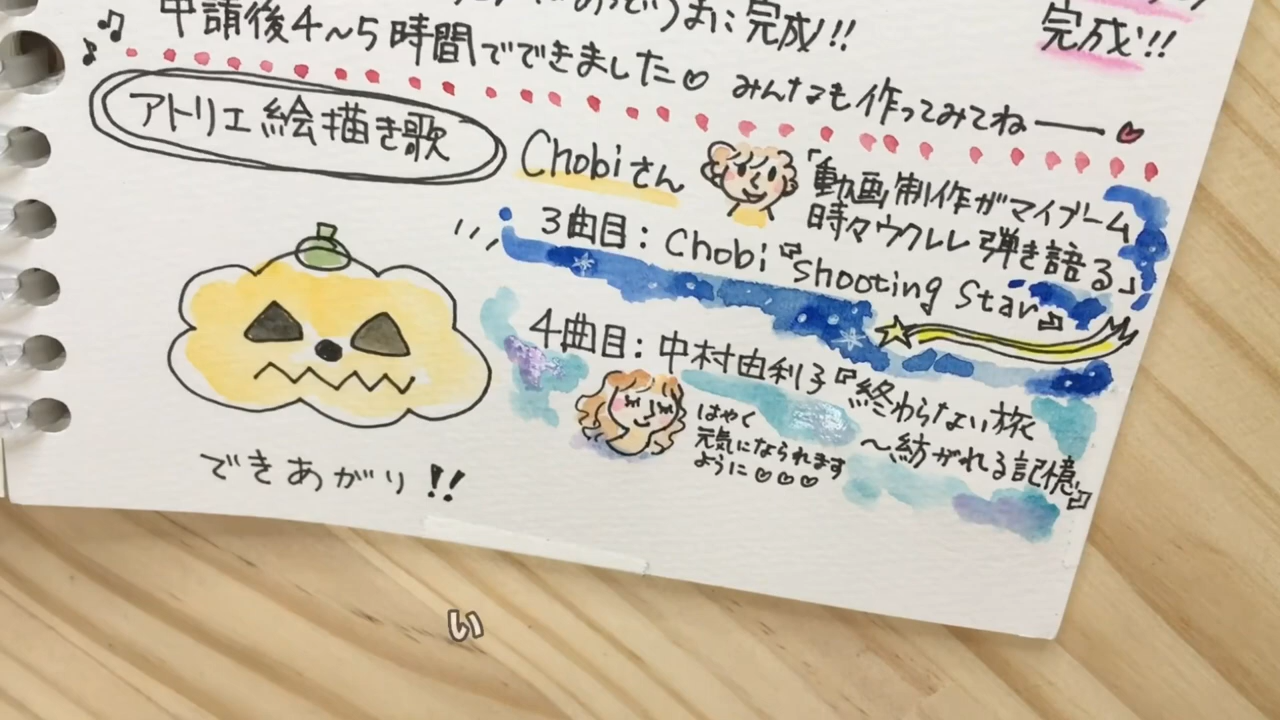 完成!!
完成!!
申請後4〜5時間でできました♡ みんなも作ってみてねー
アトリエ絵描き歌
Chobiさん
「動画制作がマイブーム
時々ウクレレ弾き語る」
3曲目：Chobi『Shooting Star』
4曲目：中村由利子『終わらない旅
〜紡がれる記憶』
はやく
元気になられます
ように♡♡♡
できあがり!!
い